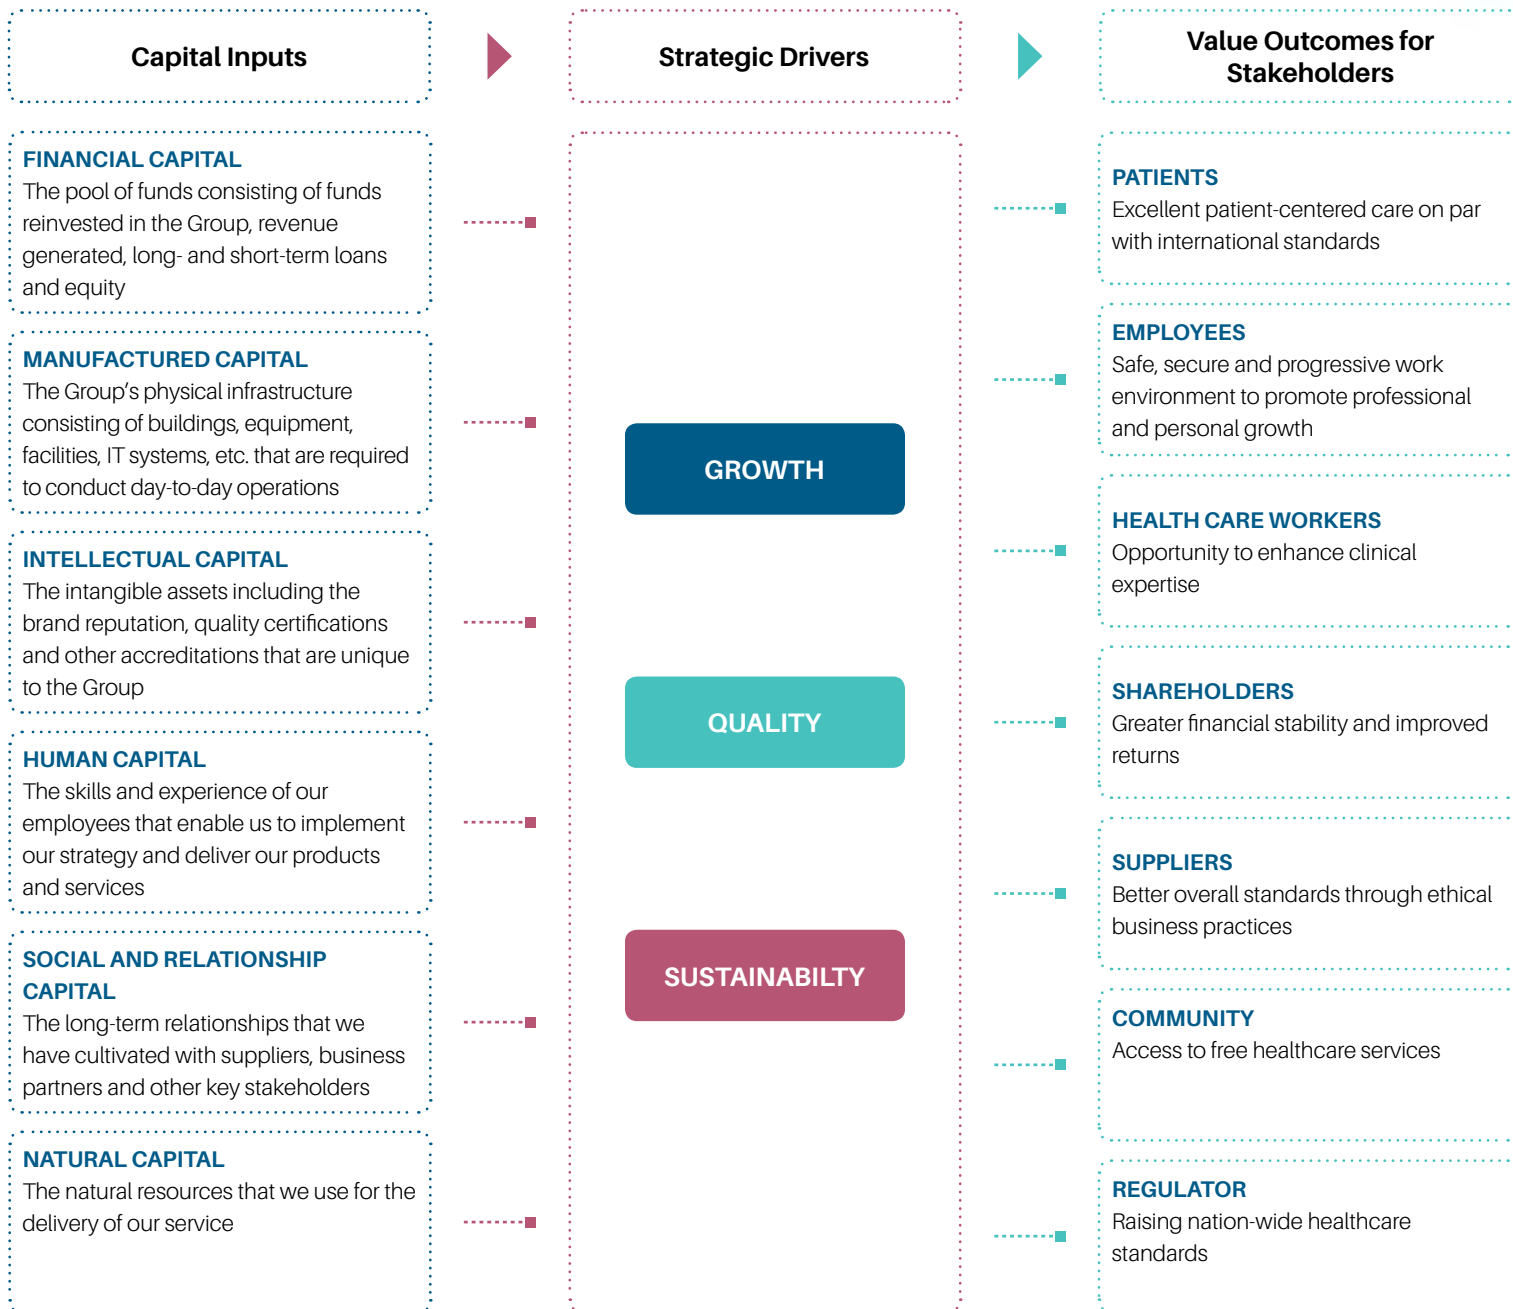 Capital Inputs
Strategic Drivers
Value Outcomes for
Stakeholders
FINANCIAL CAPITAL
The pool of funds consisting of funds
reinvested in the Group, revenue
generated, long- and short-term loans
and equity
MANUFACTURED CAPITAL
The Group’s physical infrastructure
consisting of buildings, equipment,
facilities, IT systems, etc. that are required
to conduct day-to-day operations
INTELLECTUAL CAPITAL
The intangible assets including the
brand reputation, quality certifications
and other accreditations that are unique
to the Group
HUMAN CAPITAL
The skills and experience of our
employees that enable us to implement
our strategy and deliver our products
and services
SOCIAL AND RELATIONSHIP
CAPITAL
The long-term relationships that we
have cultivated with suppliers, business
partners and other key stakeholders
NATURAL CAPITAL
The natural resources that we use for the
delivery of our service
GROWTH
QUALITY
SUSTAINABILTY
PATIENTS
Excellent patient-centered care on par
with international standards
EMPLOYEES
Safe, secure and progressive work
environment to promote professional
and personal growth
HEALTH CARE WORKERS
Opportunity to enhance clinical
expertise
SHAREHOLDERS
Greater financial stability and improved
returns
SUPPLIERS
Better overall standards through ethical
business practices
COMMUNITY
Access to free healthcare services
REGULATOR
Raising nation-wide healthcare
standards